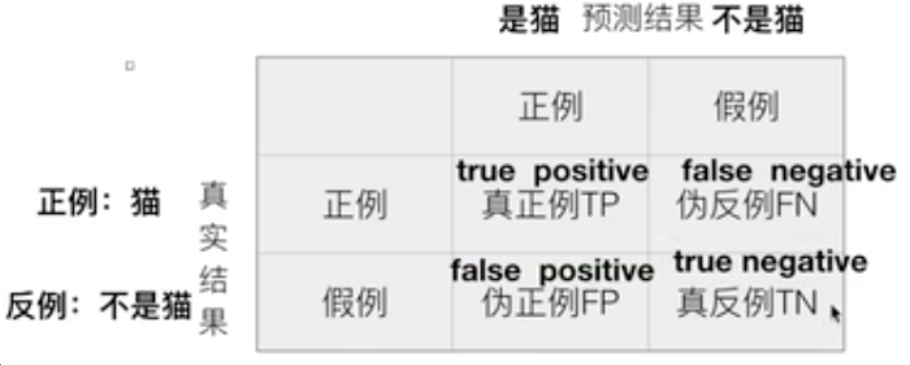 是猫 预测结果 不是猫
正例 假例
true positive false negative
正例：猫 正例 真正例TP 伪反例FN
真实结果
false positive true negative
反例：不是猫 假例 伪正例FP 真反例TN